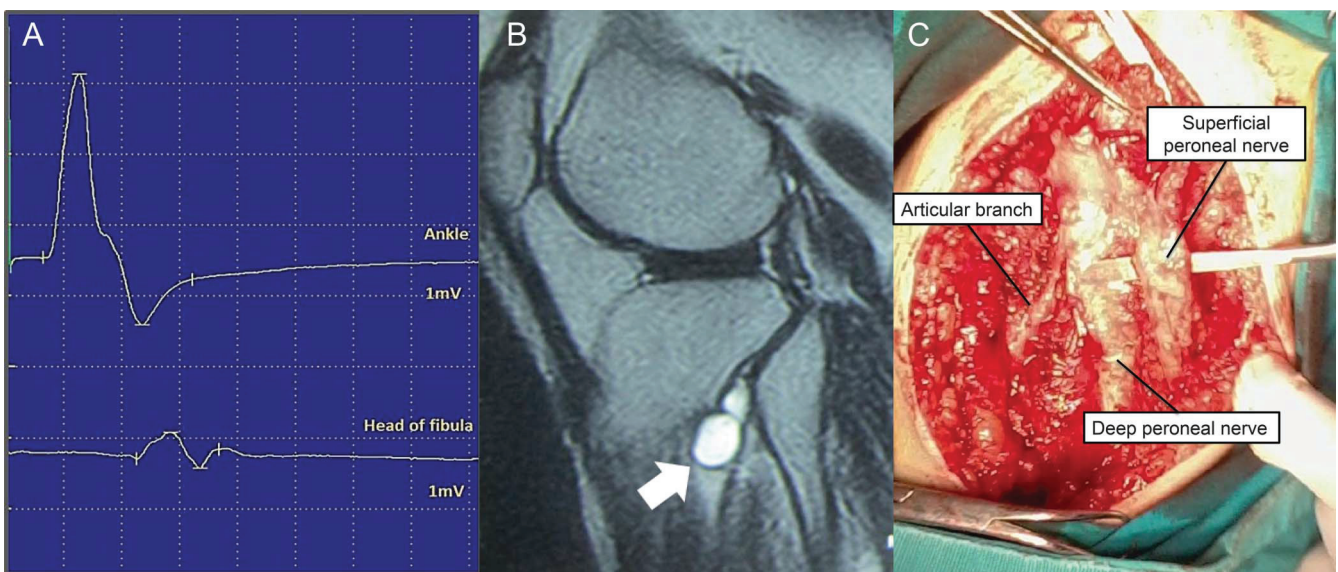 A
Ankle
1mV
Head of fibula
1mV
B
C
Superficial
peroneal nerve
Articular branch
Deep peroneal nerve